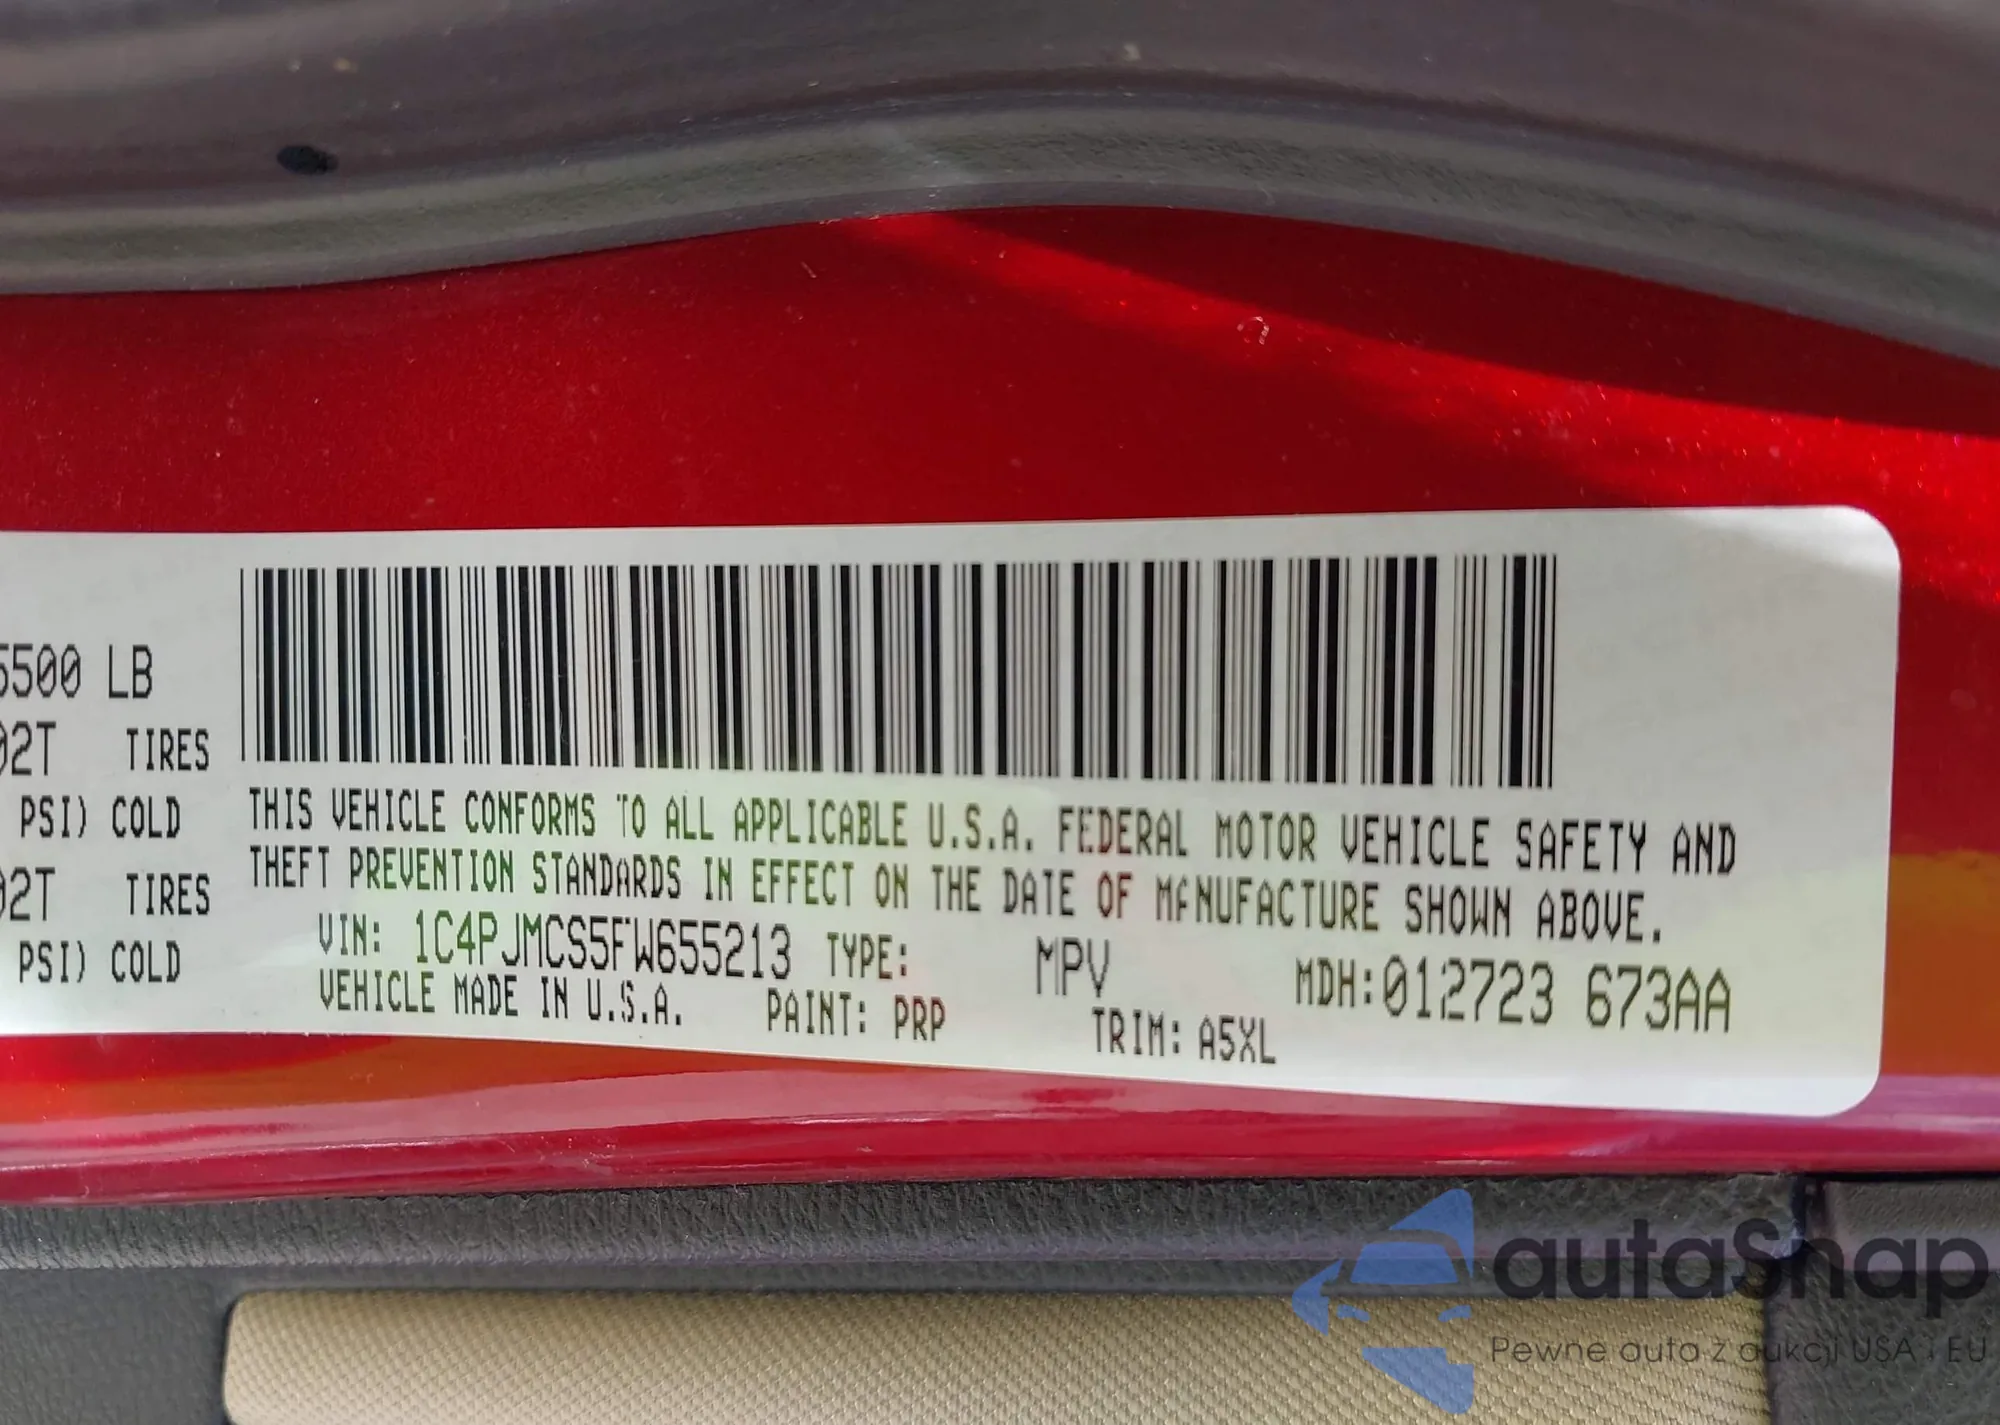 5500 LB
02T TIRES
PSI) COLD
02T TIRES
PSI) COLD
THIS VEHICLE CONFORMS TO ALL APPLICABLE U.S.A. FEDERAL MOTOR VEHICLE SAFETY AND
THEFT PREVENTION STANDARDS IN EFFECT ON THE DATE OF MANUFACTURE SHOWN ABOVE.
VIN: 1C4PJMCS5FW655213 TYPE: MPV MDH:012723 673AA
VEHICLE MADE IN U.S.A. PAINT: PRP TRIM: A5XL
autaSnap
Pewne auta z aukcji USA i EU